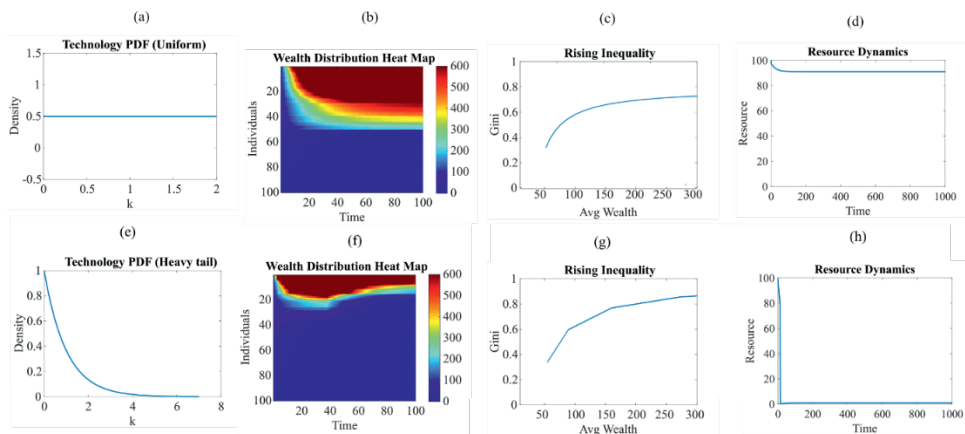 (a)
Technology PDF (Uniform)
1.5
1
0.5
0
-0.5
Density
0 0.5 1 1.5 2
k
(b)
Wealth Distribution Heat Map
20
40
60
80
100
Individuals
20 40 60 80 100
Time
600
500
400
300
200
100
0
(c)
Rising Inequality
1
0.8
0.6
0.4
0.2
0
Gini
50 100 150 200 250 300
Avg Wealth
(d)
Resource Dynamics
100
80
60
40
20
0
Resource
0 200 400 600 800 1000
Time
(e)
Technology PDF (Heavy tail)
1
0.8
0.6
0.4
0.2
0
Density
0 2 4 6 8
k
(f)
Wealth Distribution Heat Map
20
40
60
80
100
Individuals
20 40 60 80 100
Time
600
500
400
300
200
100
0
(g)
Rising Inequality
1
0.8
0.6
0.4
0.2
0
Gini
50 100 150 200 250 300
Avg Wealth
(h)
Resource Dynamics
100
80
60
40
20
0
Resource
0 200 400 600 800 1000
Time